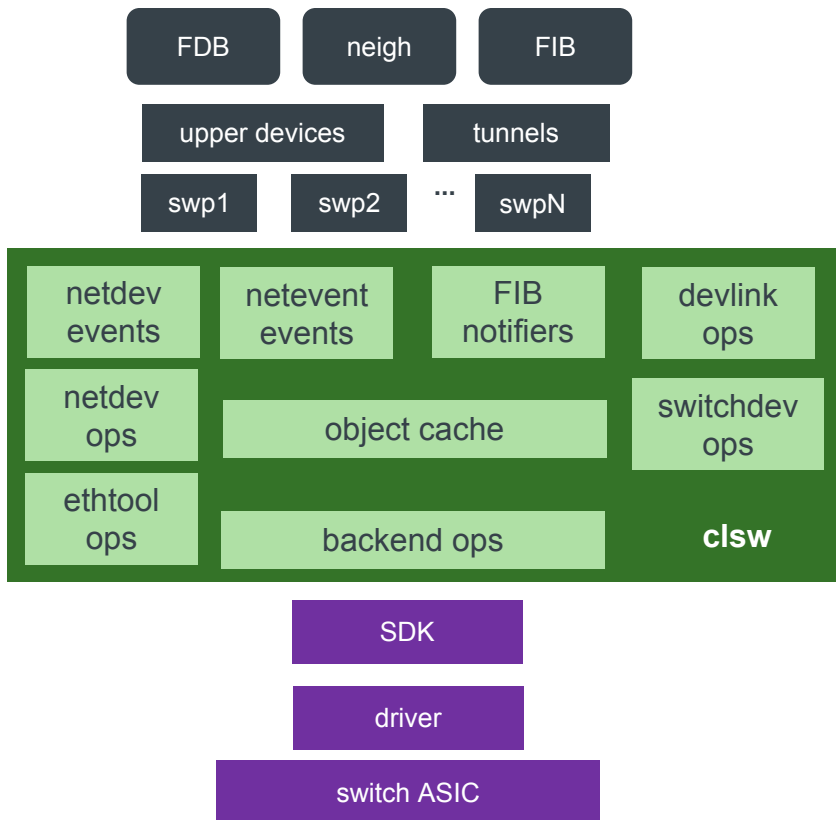 FDB
neigh
FIB
upper devices
tunnels
swp1
swp2
...
swpN
netdev
events
netevent
events
FIB
notifiers
devlink
ops
netdev
ops
object cache
switchdev
ops
ethtool
ops
backend ops
clsw
SDK
driver
switch ASIC